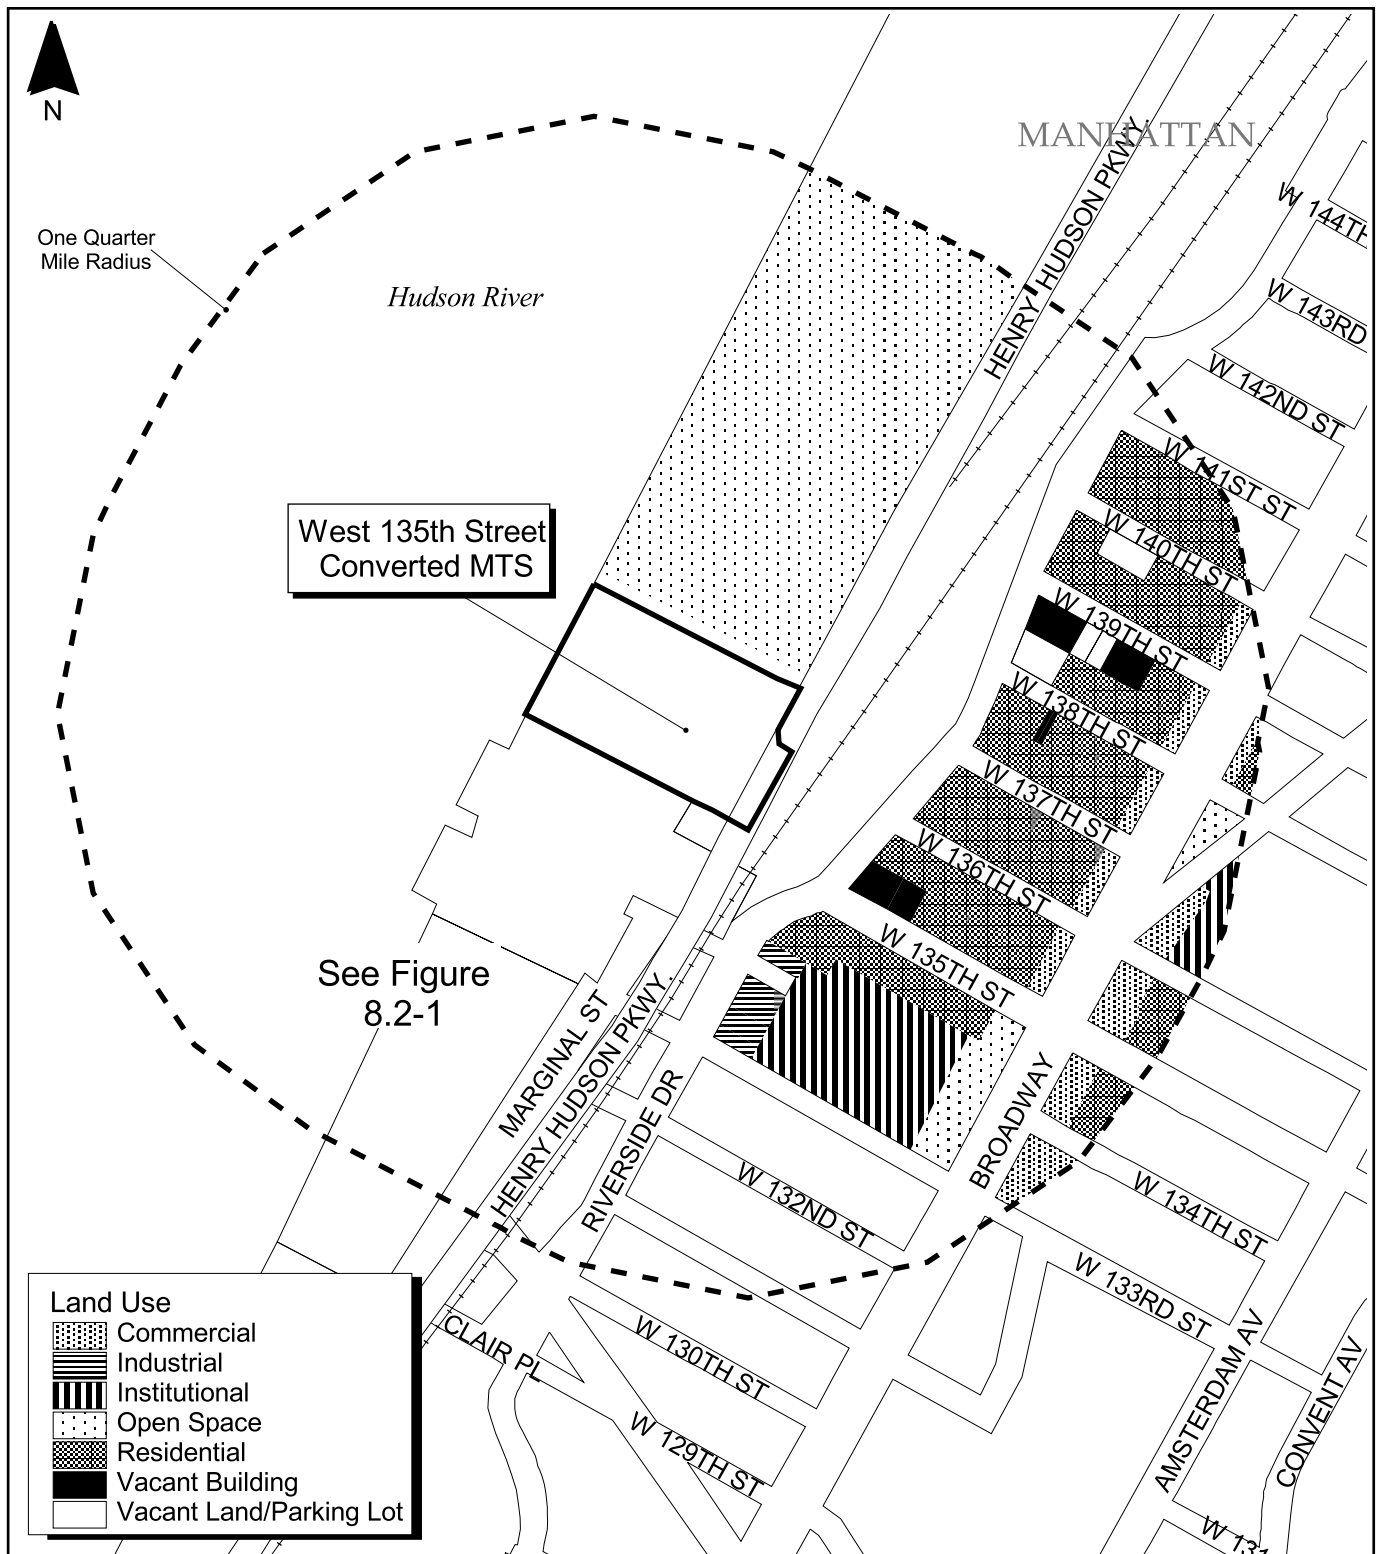 N
MANHATTAN
HENRY HUDSON PKWY.
W 144TH
One Quarter
Mile Radius
Hudson River
W 143RD
W 142ND ST
W 141ST ST
West 135th Street
Converted MTS
W 140TH ST
W 139TH ST
W 138TH ST
W 137TH ST
W 136TH ST
W 135TH ST
See Figure
8.2-1
MARGINAL ST
HENRY HUDSON PKWY.
RIVERSIDE DR
BROADWAY
W 132ND ST
W 134TH ST
W 133RD ST
CLAIR PL
W 130TH ST
W 129TH ST
AMSTERDAM AV
CONVENT AV
W 131
Land Use
Commercial
Industrial
Institutional
Open Space
Residential
Vacant Building
Vacant Land/Parking Lot